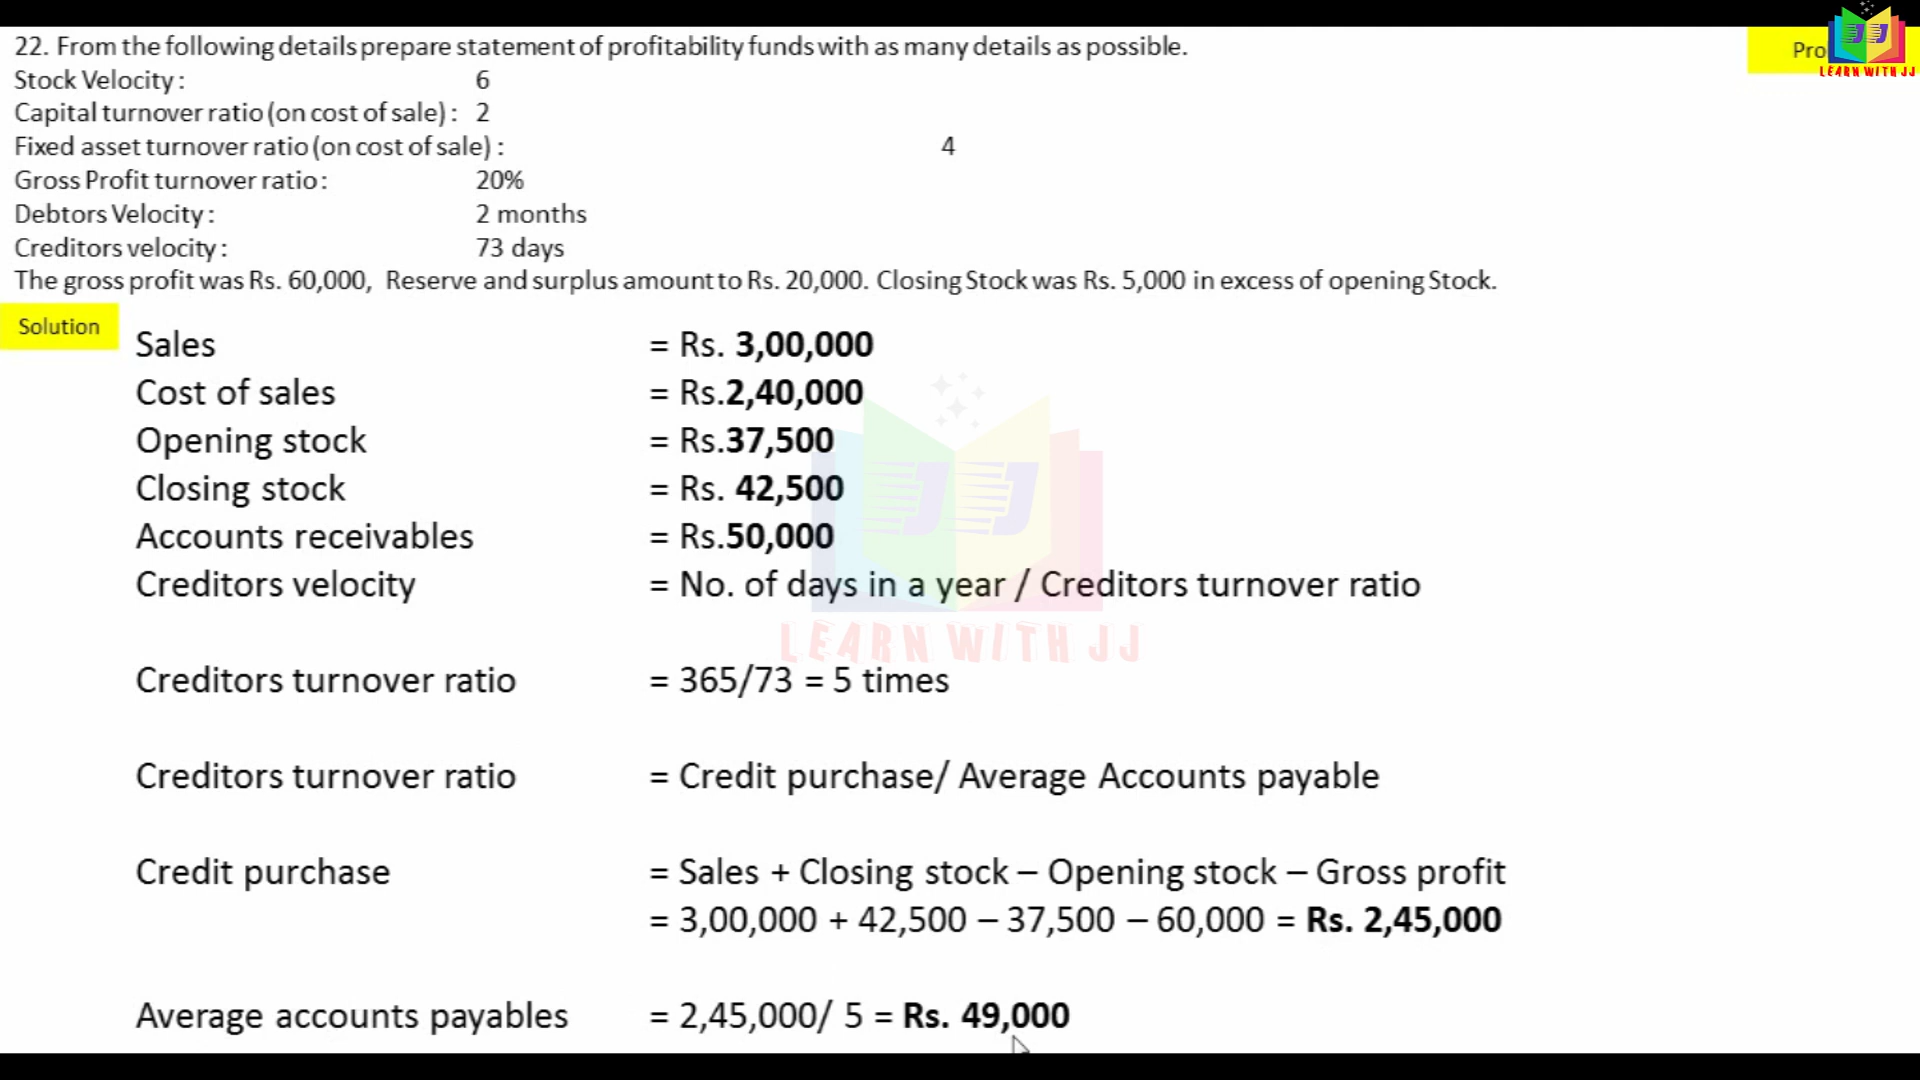 22. From the following details prepare statement of profitability funds with as many details as possible.
Pro
JJ
LEARN WITH JJ
Stock Velocity : 6
Capital turnover ratio (on cost of sale) : 2
Fixed asset turnover ratio (on cost of sale) : 4
Gross Profit turnover ratio : 20%
Debtors Velocity : 2 months
Creditors velocity : 73 days
The gross profit was Rs. 60,000, Reserve and surplus amount to Rs. 20,000. Closing Stock was Rs. 5,000 in excess of opening Stock.
Solution
Sales = Rs. 3,00,000
Cost of sales = Rs.2,40,000
Opening stock = Rs.37,500
Closing stock = Rs. 42,500
Accounts receivables = Rs.50,000
Creditors velocity = No. of days in a year / Creditors turnover ratio
JJ
LEARN WITH JJ
Creditors turnover ratio = 365/73 = 5 times
Creditors turnover ratio = Credit purchase/ Average Accounts payable
Credit purchase = Sales + Closing stock – Opening stock – Gross profit
= 3,00,000 + 42,500 – 37,500 – 60,000 = Rs. 2,45,000
Average accounts payables = 2,45,000/ 5 = Rs. 49,000